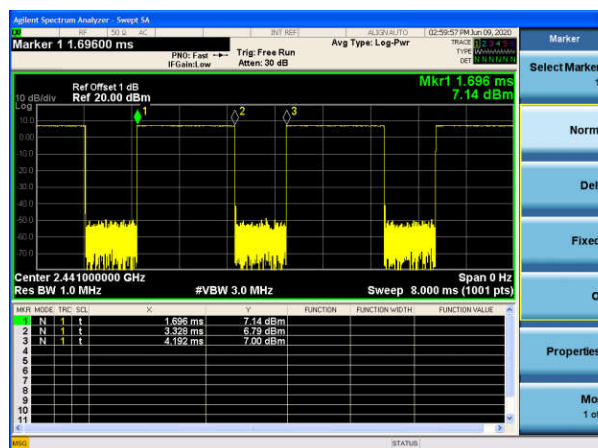 Agilent Spectrum Analyzer - Swept SA
RF 50 Ω AC INT REF ALIGNAUTO 02:59:57 PM Jun 09, 2020
Marker 1 1.69600 ms
PNO: Fast
IFGain:Low
Trig: Free Run
Atten: 30 dB
Avg Type: Log-Pwr
TRACE 1 2 3 4 5 6
TYPE
DET N N N N N N
Ref Offset 1 dB
Ref 20.00 dBm
Mkr1 1.696 ms
7.14 dBm
10 dB/div
Log
1
2
3
10.0
0.00
-10.0
-20.0
-30.0
-40.0
-50.0
-60.0
-70.0
Center 2.441000000 GHz
Span 0 Hz
Res BW 1.0 MHz
#VBW 3.0 MHz
Sweep 8.000 ms (1001 pts)
MKR MODE TRC SCL X Y FUNCTION FUNCTION WIDTH FUNCTION VALUE
1 N 1 t 1.696 ms 7.14 dBm
2 N 1 t 3.328 ms 6.79 dBm
3 N 1 t 4.192 ms 7.00 dBm
4
5
6
7
8
9
10
11
MSG
STATUS
Marker
Select Marker
1
Norm
Del
Fixed
O
Properties
Mo
1 of